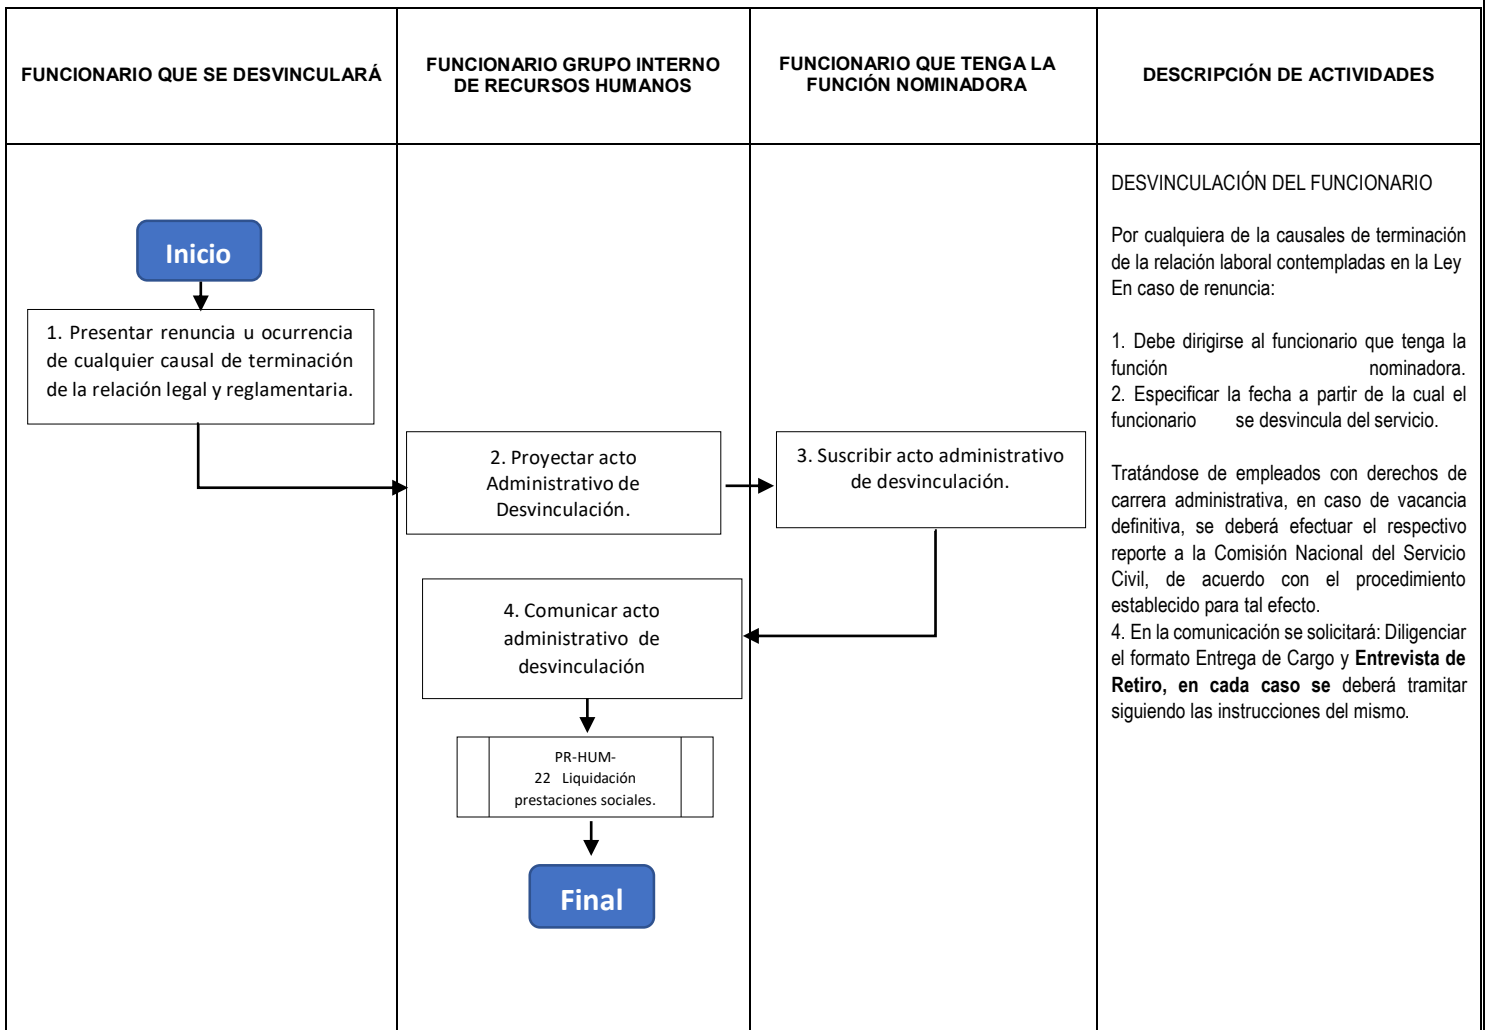 FUNCIONARIO QUE SE DESVINCULARÁ
FUNCIONARIO GRUPO INTERNO
DE RECURSOS HUMANOS
FUNCIONARIO QUE TENGA LA
FUNCIÓN NOMINADORA
DESCRIPCIÓN DE ACTIVIDADES
Inicio
1. Presentar renuncia u ocurrencia
de cualquier causal de terminación
de la relación legal y reglamentaria.
2. Proyectar acto
Administrativo de
Desvinculación.
3. Suscribir acto administrativo
de desvinculación.
4. Comunicar acto
administrativo de
desvinculación
PR-HUM-
22 Liquidación
prestaciones sociales.
Final
DESVINCULACIÓN DEL FUNCIONARIO
Por cualquiera de la causales de terminación
de la relación laboral contempladas en la Ley
En caso de renuncia:
1. Debe dirigirse al funcionario que tenga la
función nominadora.
2. Especificar la fecha a partir de la cual el
funcionario se desvincula del servicio.
Tratándose de empleados con derechos de
carrera administrativa, en caso de vacancia
definitiva, se deberá efectuar el respectivo
reporte a la Comisión Nacional del Servicio
Civil, de acuerdo con el procedimiento
establecido para tal efecto.
4. En la comunicación se solicitará: Diligenciar
el formato Entrega de Cargo y Entrevista de
Retiro, en cada caso se deberá tramitar
siguiendo las instrucciones del mismo.